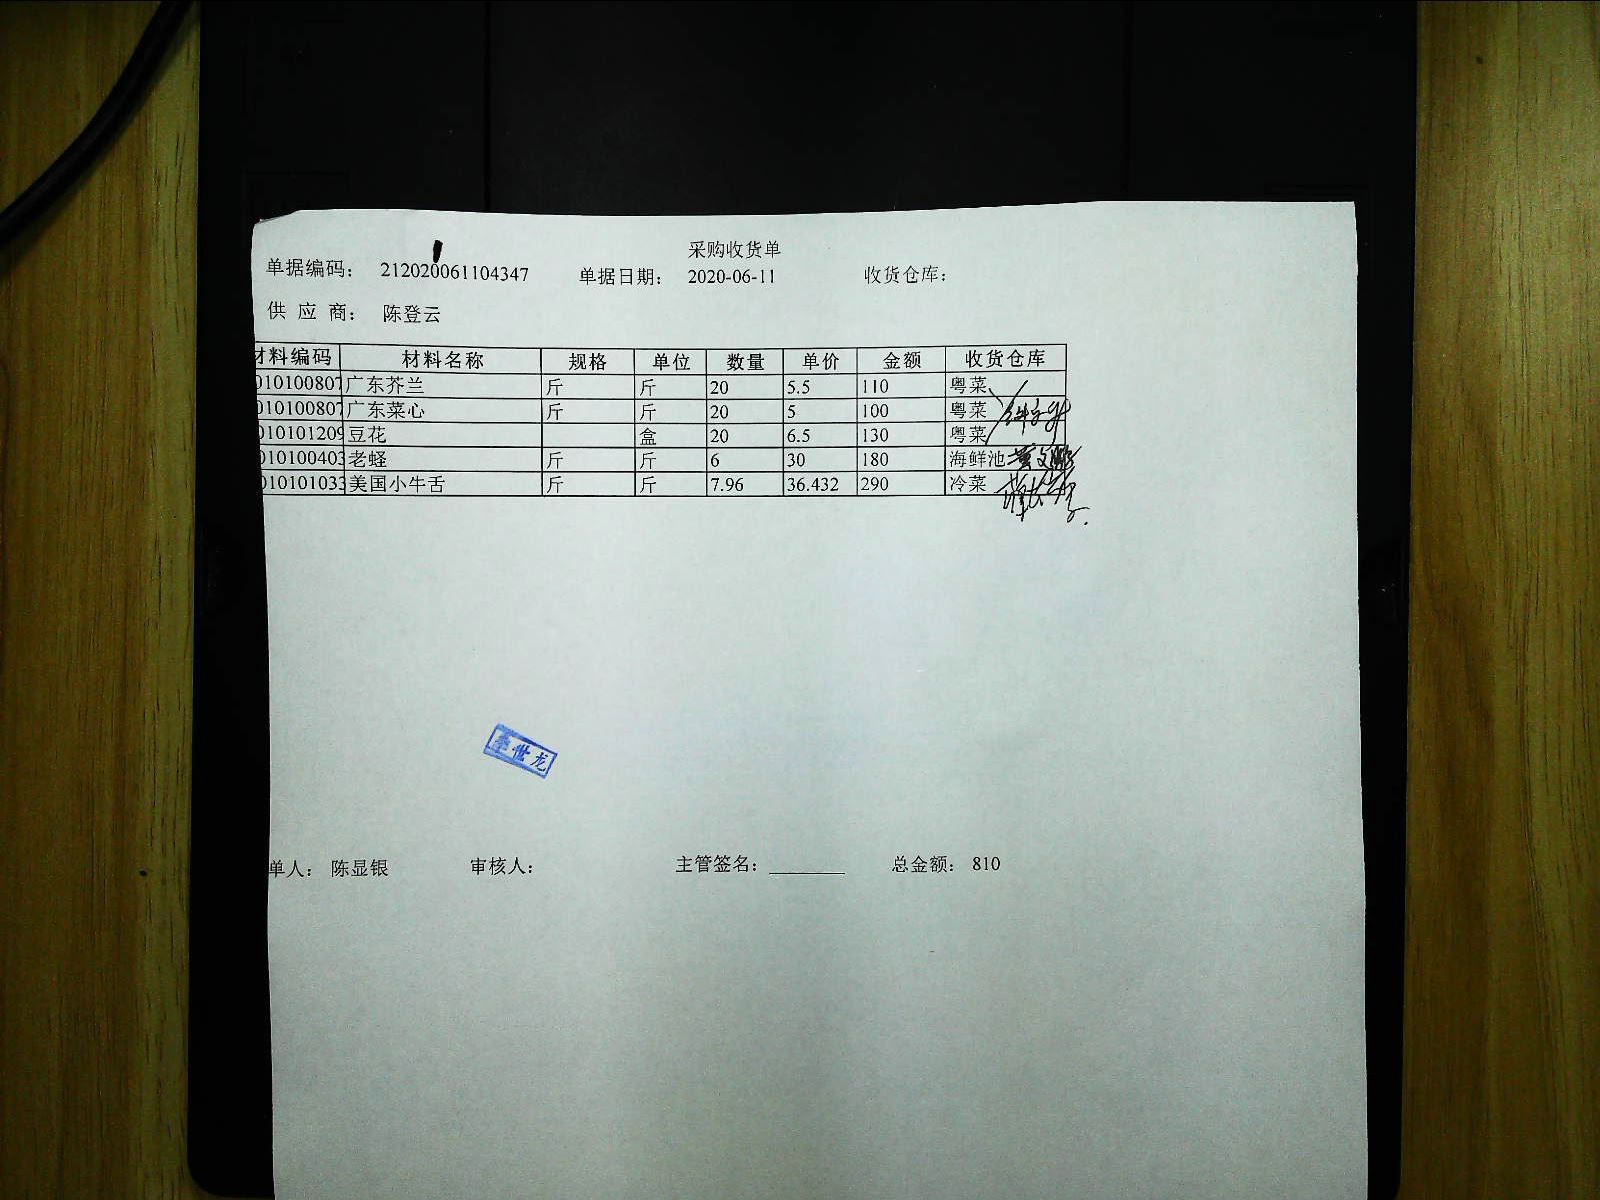 采购收货单
单据编码： 212020061104347 单据日期： 2020-06-11 收货仓库：
供 应 商： 陈登云
材料编码 材料名称 规格 单位 数量 单价 金额 收货仓库
010100807 广东芥兰 斤 斤 20 5.5 110 粤菜
010100807 广东菜心 斤 斤 20 5 100 粤菜
010101209 豆花 盒 20 6.5 130 粤菜
010100403 老蛏 斤 斤 6 30 180 海鲜池
010101033 美国小牛舌 斤 斤 7.96 36.432 290 冷菜
世龙
单人： 陈显银 审核人： 主管签名： 总金额： 810